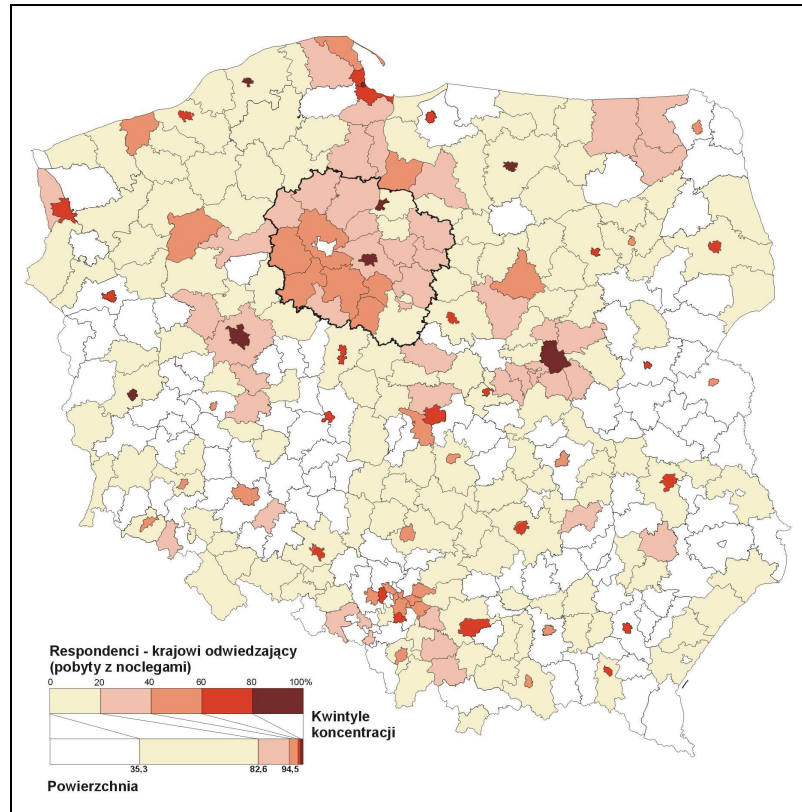 Respondenci - krajowi odwiedzający
(pobyty z noclegami)
0 20 40 60 80 100%
Kwintyle
koncentracji
35,3 82,6 94,5
Powierzchnia